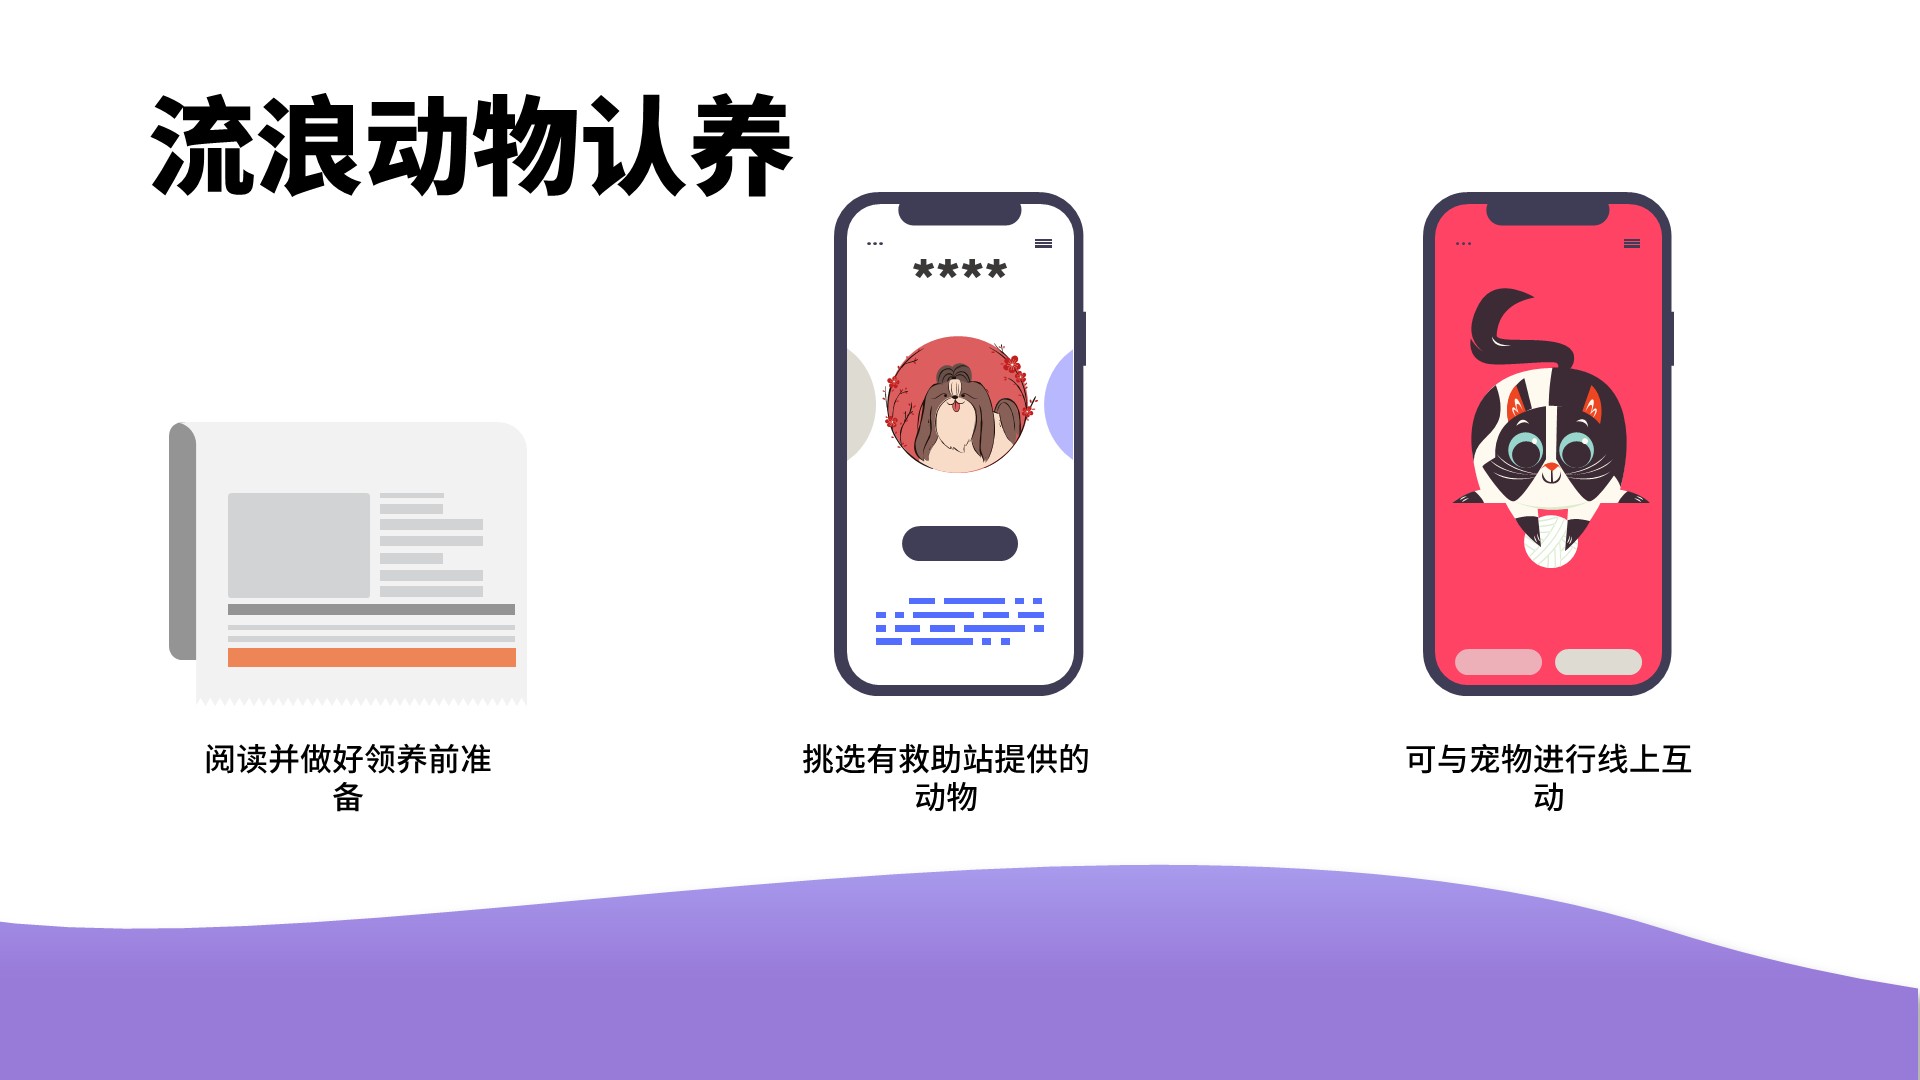 流浪动物认养
****
阅读并做好领养前准
备
挑选有救助站提供的
动物
可与宠物进行线上互
动